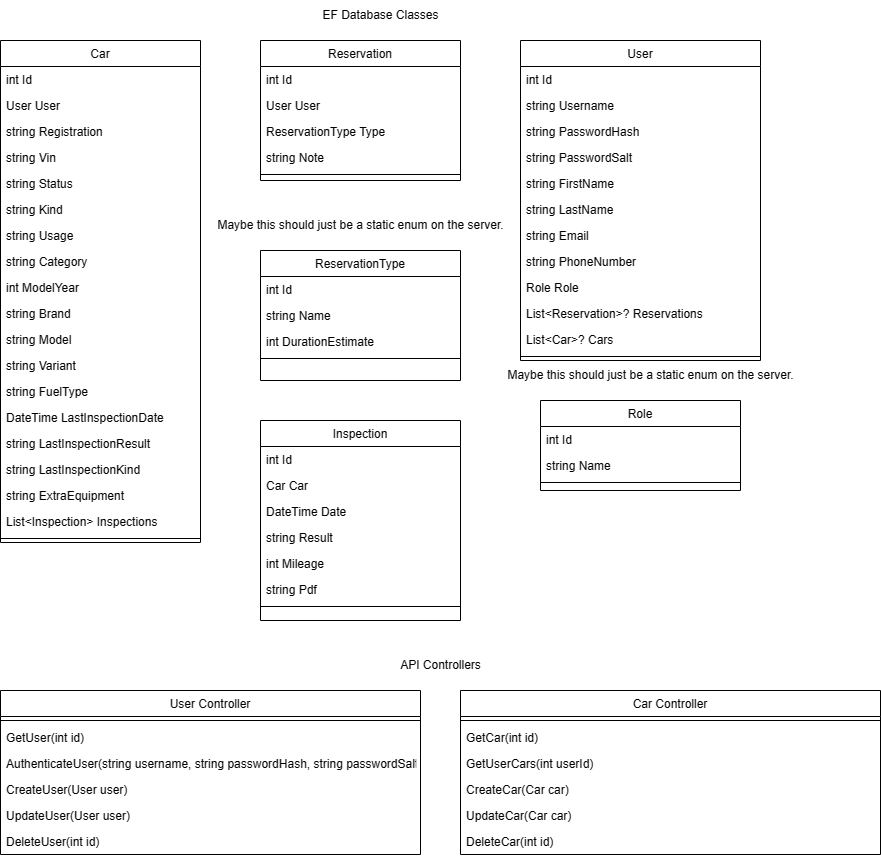 EF Database Classes
Car
int Id
User User
string Registration
string Vin
string Status
string Kind
string Usage
string Category
int ModelYear
string Brand
string Model
string Variant
string FuelType
DateTime LastInspectionDate
string LastInspectionResult
string LastInspectionKind
string ExtraEquipment
List<Inspection> Inspections
Reservation
int Id
User User
ReservationType Type
string Note
Maybe this should just be a static enum on the server.
ReservationType
int Id
string Name
int DurationEstimate
Inspection
int Id
Car Car
DateTime Date
string Result
int Mileage
string Pdf
User
int Id
string Username
string PasswordHash
string PasswordSalt
string FirstName
string LastName
string Email
string PhoneNumber
Role Role
List<Reservation>? Reservations
List<Car>? Cars
Maybe this should just be a static enum on the server.
Role
int Id
string Name
API Controllers
User Controller
GetUser(int id)
AuthenticateUser(string username, string passwordHash, string passwordSal
CreateUser(User user)
UpdateUser(User user)
DeleteUser(int id)
Car Controller
GetCar(int id)
GetUserCars(int userId)
CreateCar(Car car)
UpdateCar(Car car)
DeleteCar(int id)